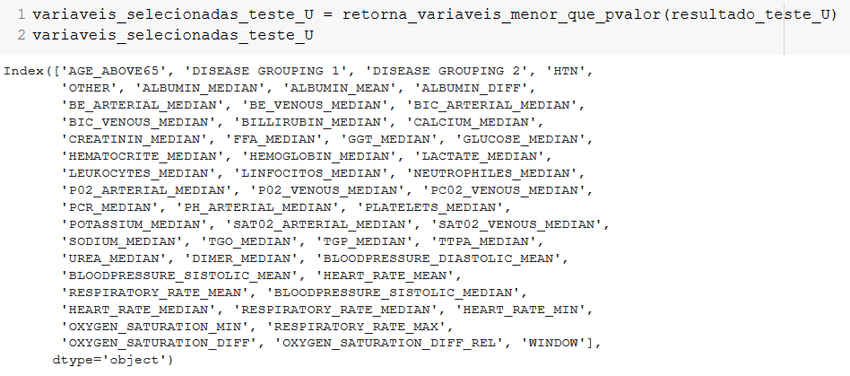 1 variaveis_selecionadas_teste_U = retorna_variaveis_menor_que_pvalor(resultado_teste_U)
2 variaveis_selecionadas_teste_U
Index(['AGE_ABOVE65', 'DISEASE GROUPING 1', 'DISEASE GROUPING 2', 'HTN',
'OTHER', 'ALBUMIN_MEDIAN', 'ALBUMIN_MEAN', 'ALBUMIN_DIFF',
'BE_ARTERIAL_MEDIAN', 'BE_VENOUS_MEDIAN', 'BIC_ARTERIAL_MEDIAN',
'BIC_VENOUS_MEDIAN', 'BILLIRUBIN_MEDIAN', 'CALCIUM_MEDIAN',
'CREATININ_MEDIAN', 'FFA_MEDIAN', 'GGT_MEDIAN', 'GLUCOSE_MEDIAN',
'HEMATOCRITE_MEDIAN', 'HEMOGLOBIN_MEDIAN', 'LACTATE_MEDIAN',
'LEUKOCYTES_MEDIAN', 'LINFOCITOS_MEDIAN', 'NEUTROPHILES_MEDIAN',
'P02_ARTERIAL_MEDIAN', 'P02_VENOUS_MEDIAN', 'PC02_VENOUS_MEDIAN',
'PCR_MEDIAN', 'PH_ARTERIAL_MEDIAN', 'PLATELETS_MEDIAN',
'POTASSIUM_MEDIAN', 'SAT02_ARTERIAL_MEDIAN', 'SAT02_VENOUS_MEDIAN',
'SODIUM_MEDIAN', 'TGO_MEDIAN', 'TGP_MEDIAN', 'TTPA_MEDIAN',
'UREA_MEDIAN', 'DIMER_MEDIAN', 'BLOODPRESSURE_DIASTOLIC_MEAN',
'BLOODPRESSURE_SISTOLIC_MEAN', 'HEART_RATE_MEAN',
'RESPIRATORY_RATE_MEAN', 'BLOODPRESSURE_SISTOLIC_MEDIAN',
'HEART_RATE_MEDIAN', 'RESPIRATORY_RATE_MEDIAN', 'HEART_RATE_MIN',
'OXYGEN_SATURATION_MIN', 'RESPIRATORY_RATE_MAX',
'OXYGEN_SATURATION_DIFF', 'OXYGEN_SATURATION_DIFF_REL', 'WINDOW'],
dtype='object')